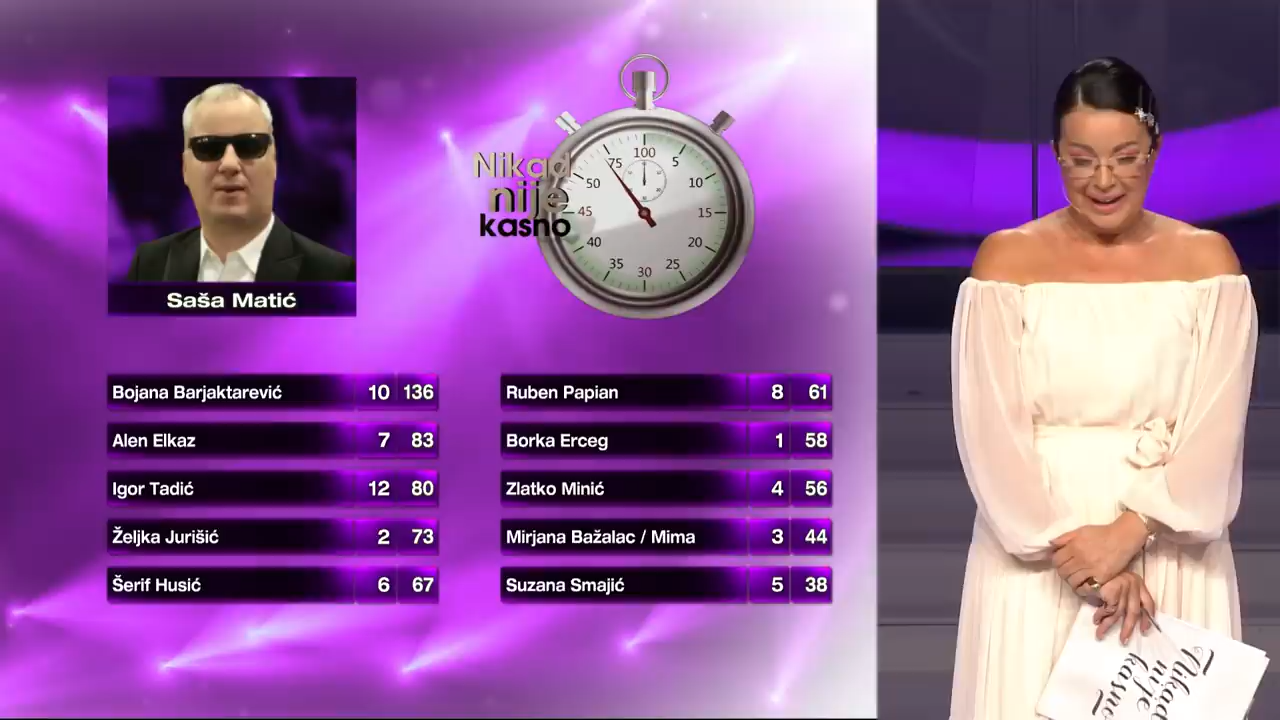 Saša Matić
Nikad
nije
kasno
100
5
10
15
20
25
30
35
40
45
50
75
Bojana Barjaktarević 10 136
Alen Elkaz 7 83
Igor Tadić 12 80
Željka Jurišić 2 73
Šerif Husić 6 67
Ruben Papian 8 61
Borka Erceg 1 58
Zlatko Minić 4 56
Mirjana Bažalac / Mima 3 44
Suzana Smajić 5 38
Nikad
nije
kasno